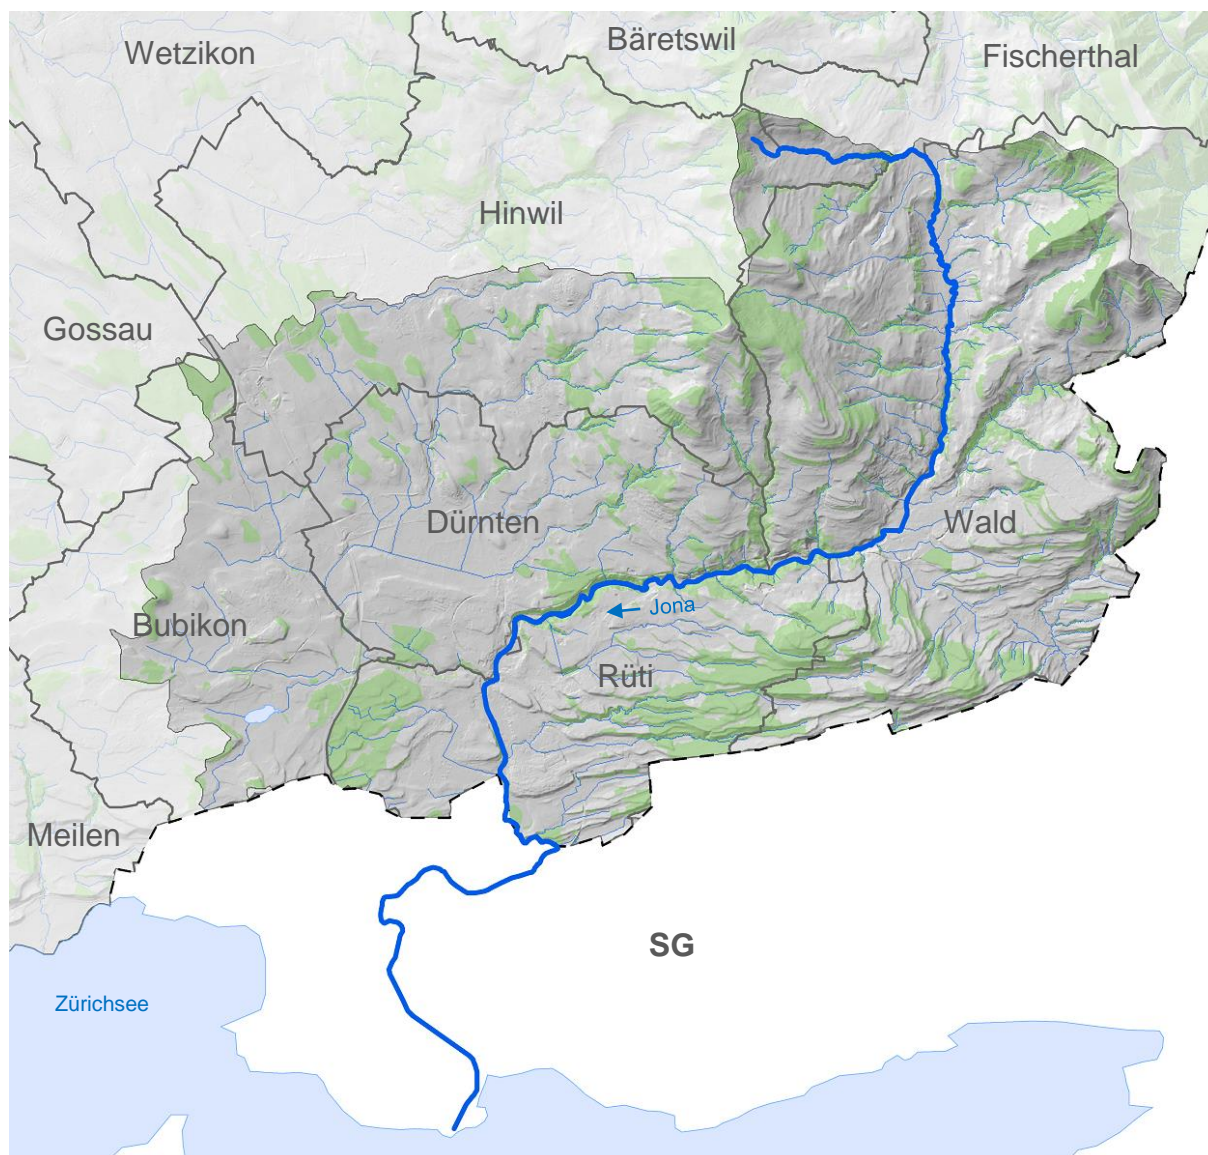 Bäretswil
Wetzikon
Fischerthal
Hinwil
Gossau
Dürnten
Wald
Jona
Bubikon
Rüti
Meilen
SG
Zürichsee